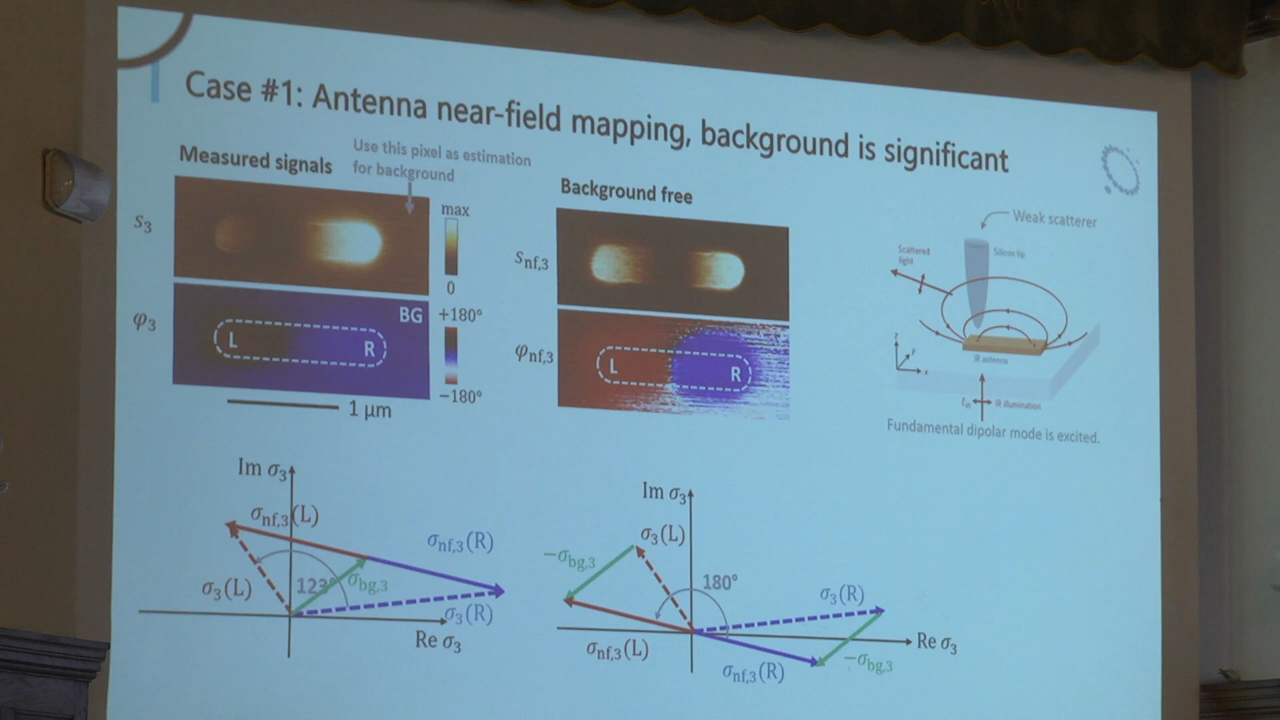 Case #1: Antenna near-field mapping, background is significant
Measured signals
Use this pixel as estimation
for background
s3
max
0
φ3
BG
L
R
+180°
−180°
1 μm
Background free
snf,3
φnf,3
L
R
Weak scatterer
Scattered
light
Silicon tip
z
y
x
IR antenna
IR illumination
Fundamental dipolar mode is excited.
Im σ3
σnf,3(L)
σnf,3(R)
σ3(L)
123°
σbg,3
σ3(R)
Re σ3
Im σ3
σ3(L)
−σbg,3
180°
σ3(R)
Re σ3
σnf,3(L)
−σbg,3
σnf,3(R)